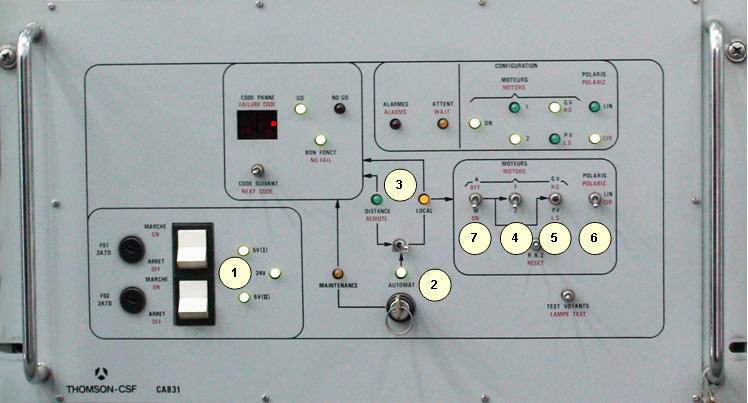 CODE PANNE
FAILURE CODE
GO
NO GO
BON FONCT
NO FAIL.
CODE SUIVANT
NEXT CODE
CONFIGURATION
ALARMES
ALARMS
ATTENT
WAIT
MOTEURS
MOTORS
POLARIS.
POLARIZ.
ON
1
2
G.V
H.S
P.V
L.S
LIN
CIR
MOTEURS
MOTORS
A
OFF
ON
1
2
G.V
H.S
P.V
L.S
POLARIS.
POLARIZ.
LIN
CIR
R A Z
RESET
3
7
4
5
6
DISTANCE
REMOTE
LOCAL
AUTOMAT
2
MAINTENANCE
TEST VOYANTS
LAMPS TEST
FS1
2ATD
MARCHE
ON
ARRET
OFF
FS2
2ATD
MARCHE
ON
ARRET
OFF
1
5V(I)
24V
5V(II)
THOMSON-CSF CA831